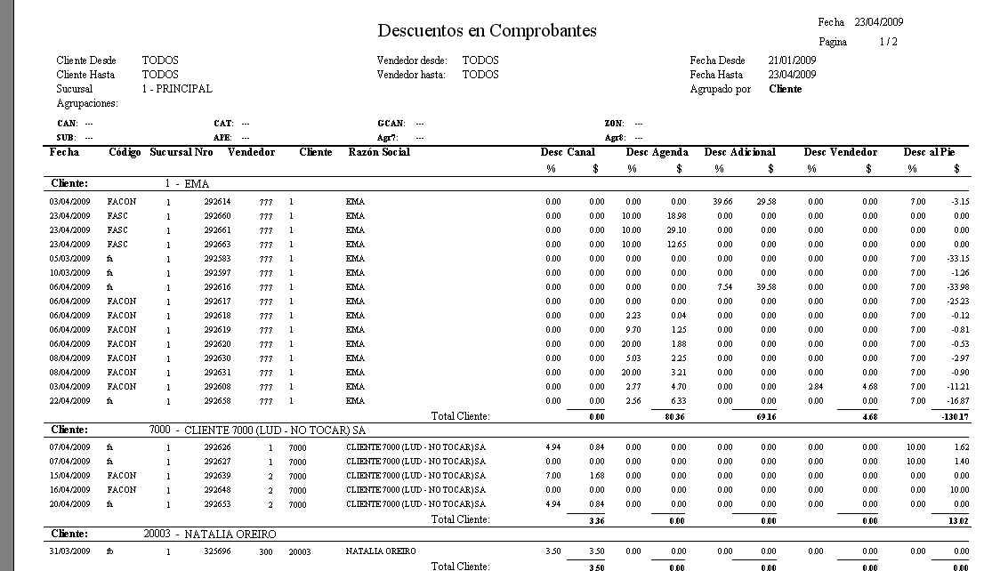 Descuentos en Comprobantes
Fecha 23/04/2009
Pagina 1 / 2
Cliente Desde TODOS Vendedor desde: TODOS Fecha Desde 21/01/2009
Cliente Hasta TODOS Vendedor hasta: TODOS Fecha Hasta 23/04/2009
Sucursal 1 - PRINCIPAL Agrupado por Cliente
Agrupaciones:
CAN: --- CAT: --- GCAN: --- ZON: ---
SUB: --- APE: --- Agr7: --- Agr8: ---
Fecha Código Sucursal Nro Vendedor Cliente Razón Social Desc Canal Desc Agenda Desc Adicional Desc Vendedor Desc al Pie
% $ % $ % $ % $ % $
Cliente: 1 - EMA
03/04/2009 FACON 1 292614 777 1 EMA 0.00 0.00 0.00 0.00 39.66 29.58 0.00 0.00 7.00 -3.15
23/04/2009 FASC 1 292660 777 1 EMA 0.00 0.00 10.00 18.98 0.00 0.00 0.00 0.00 0.00 0.00
23/04/2009 FASC 1 292661 777 1 EMA 0.00 0.00 10.00 29.10 0.00 0.00 0.00 0.00 0.00 0.00
23/04/2009 FASC 1 292663 777 1 EMA 0.00 0.00 10.00 12.65 0.00 0.00 0.00 0.00 0.00 0.00
05/03/2009 fa 1 292583 777 1 EMA 0.00 0.00 0.00 0.00 0.00 0.00 0.00 0.00 7.00 -33.15
10/03/2009 fa 1 292597 777 1 EMA 0.00 0.00 0.00 0.00 0.00 0.00 0.00 0.00 7.00 -1.26
06/04/2009 fa 1 292616 777 1 EMA 0.00 0.00 0.00 0.00 7.54 39.58 0.00 0.00 7.00 -33.98
06/04/2009 FACON 1 292617 777 1 EMA 0.00 0.00 0.00 0.00 0.00 0.00 0.00 0.00 7.00 -25.23
06/04/2009 FACON 1 292618 777 1 EMA 0.00 0.00 2.23 0.04 0.00 0.00 0.00 0.00 7.00 -0.12
06/04/2009 FACON 1 292619 777 1 EMA 0.00 0.00 9.70 1.25 0.00 0.00 0.00 0.00 7.00 -0.81
06/04/2009 FACON 1 292620 777 1 EMA 0.00 0.00 20.00 1.88 0.00 0.00 0.00 0.00 7.00 -0.53
08/04/2009 FACON 1 292630 777 1 EMA 0.00 0.00 5.03 2.25 0.00 0.00 0.00 0.00 7.00 -2.97
08/04/2009 FACON 1 292631 777 1 EMA 0.00 0.00 20.00 3.21 0.00 0.00 0.00 0.00 7.00 -0.90
03/04/2009 FACON 1 292608 777 1 EMA 0.00 0.00 2.77 4.70 0.00 0.00 2.84 4.68 7.00 -11.21
22/04/2009 fa 1 292658 777 1 EMA 0.00 0.00 2.56 6.33 0.00 0.00 0.00 0.00 7.00 -16.87
Total Cliente: 0.00 80.36 69.16 4.68 -130.17
Cliente: 7000 - CLIENTE 7000 (LUD - NO TOCAR) SA
07/04/2009 fa 1 292626 1 7000 CLIENTE 7000 (LUD - NO TOCAR) SA 4.94 0.84 0.00 0.00 0.00 0.00 0.00 0.00 10.00 1.62
07/04/2009 fa 1 292627 1 7000 CLIENTE 7000 (LUD - NO TOCAR) SA 0.00 0.00 0.00 0.00 0.00 0.00 0.00 0.00 10.00 1.40
15/04/2009 FACON 1 292639 2 7000 CLIENTE 7000 (LUD - NO TOCAR) SA 7.00 1.68 0.00 0.00 0.00 0.00 0.00 0.00 0.00 0.00
16/04/2009 FACON 1 292648 2 7000 CLIENTE 7000 (LUD - NO TOCAR) SA 0.00 0.00 0.00 0.00 0.00 0.00 0.00 0.00 0.00 10.00
20/04/2009 fa 1 292653 2 7000 CLIENTE 7000 (LUD - NO TOCAR) SA 4.94 0.84 0.00 0.00 0.00 0.00 0.00 0.00 0.00 0.00
Total Cliente: 3.36 0.00 0.00 0.00 13.02
Cliente: 20003 - NATALIA OREIRO
31/03/2009 fb 1 325696 300 20003 NATALIA OREIRO 3.50 3.50 0.00 0.00 0.00 0.00 0.00 0.00 0.00 0.00
Total Cliente: 3.50 0.00 0.00 0.00 0.00